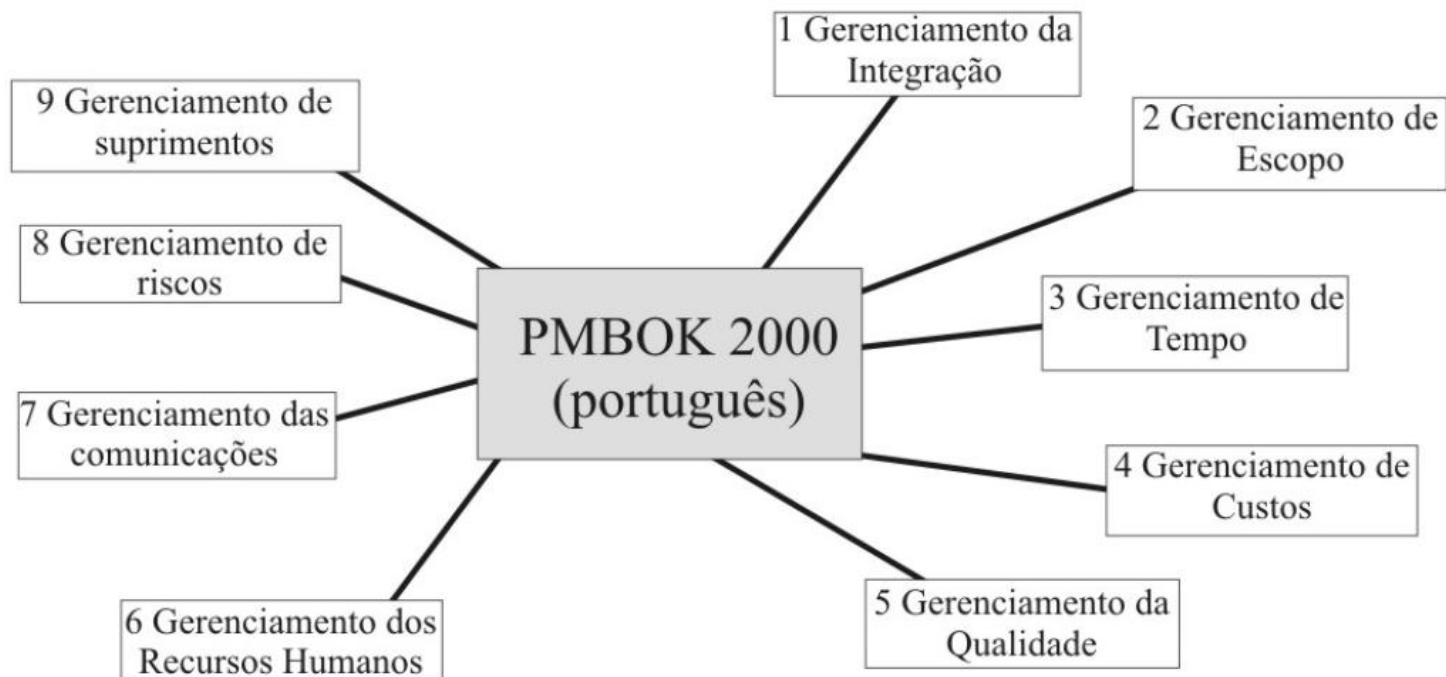 1 Gerenciamento da
Integração
2 Gerenciamento de
Escopo
3 Gerenciamento de
Tempo
4 Gerenciamento de
Custos
5 Gerenciamento da
Qualidade
6 Gerenciamento dos
Recursos Humanos
7 Gerenciamento das
comunicações
8 Gerenciamento de
riscos
9 Gerenciamento de
suprimentos
PMBOK 2000
(português)